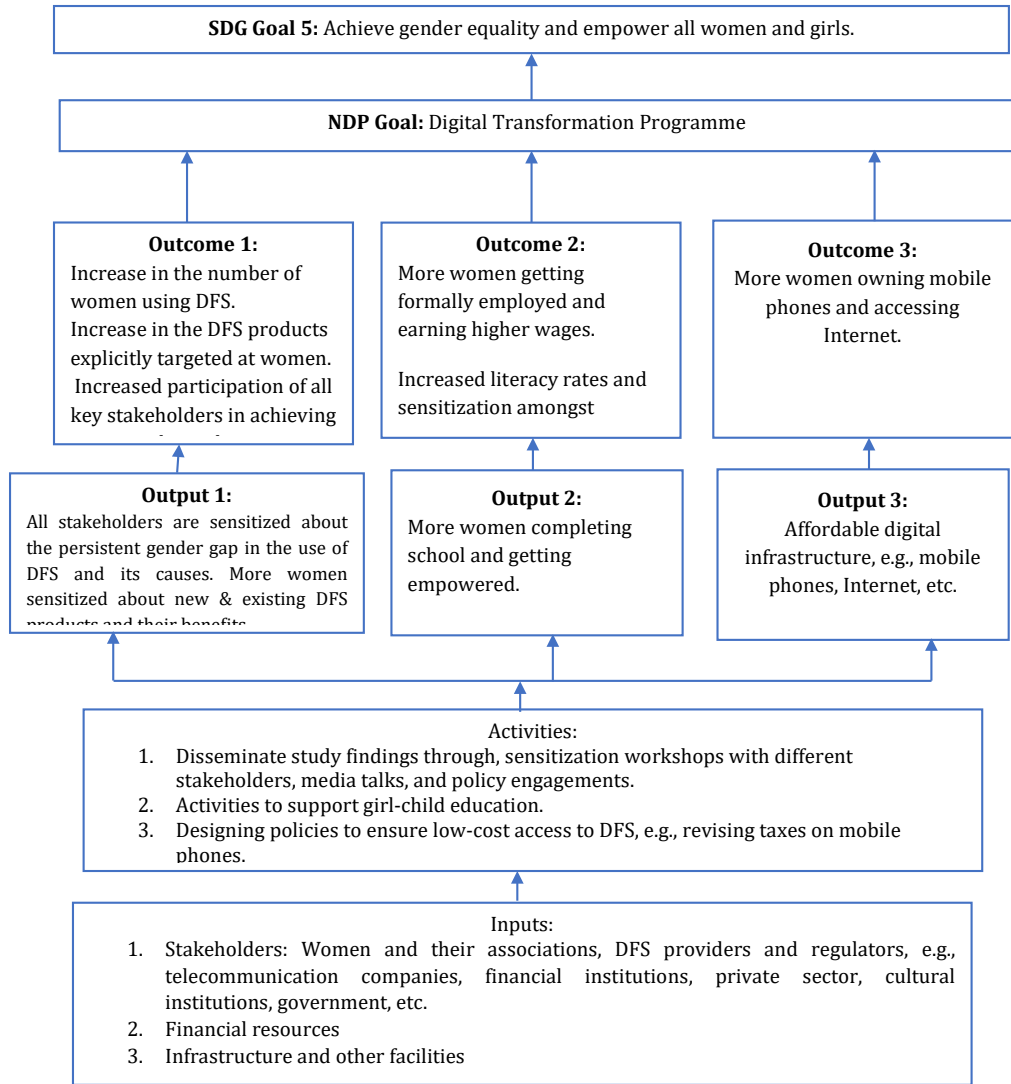 SDG Goal 5: Achieve gender equality and empower all women and girls.
NDP Goal: Digital Transformation Programme
Outcome 1:
Increase in the number of
women using DFS.
Increase in the DFS products
explicitly targeted at women.
Increased participation of all
key stakeholders in achieving
Outcome 2:
More women getting
formally employed and
earning higher wages.
Increased literacy rates and
sensitization amongst
Outcome 3:
More women owning mobile
phones and accessing
Internet.
Output 1:
All stakeholders are sensitized about
the persistent gender gap in the use of
DFS and its causes. More women
sensitized about new & existing DFS
products and their benefits
Output 2:
More women completing
school and getting
empowered.
Output 3:
Affordable digital
infrastructure, e.g., mobile
phones, Internet, etc.
Activities:
1. Disseminate study findings through, sensitization workshops with different
stakeholders, media talks, and policy engagements.
2. Activities to support girl-child education.
3. Designing policies to ensure low-cost access to DFS, e.g., revising taxes on mobile
phones.
Inputs:
1. Stakeholders: Women and their associations, DFS providers and regulators, e.g.,
telecommunication companies, financial institutions, private sector, cultural
institutions, government, etc.
2. Financial resources
3. Infrastructure and other facilities